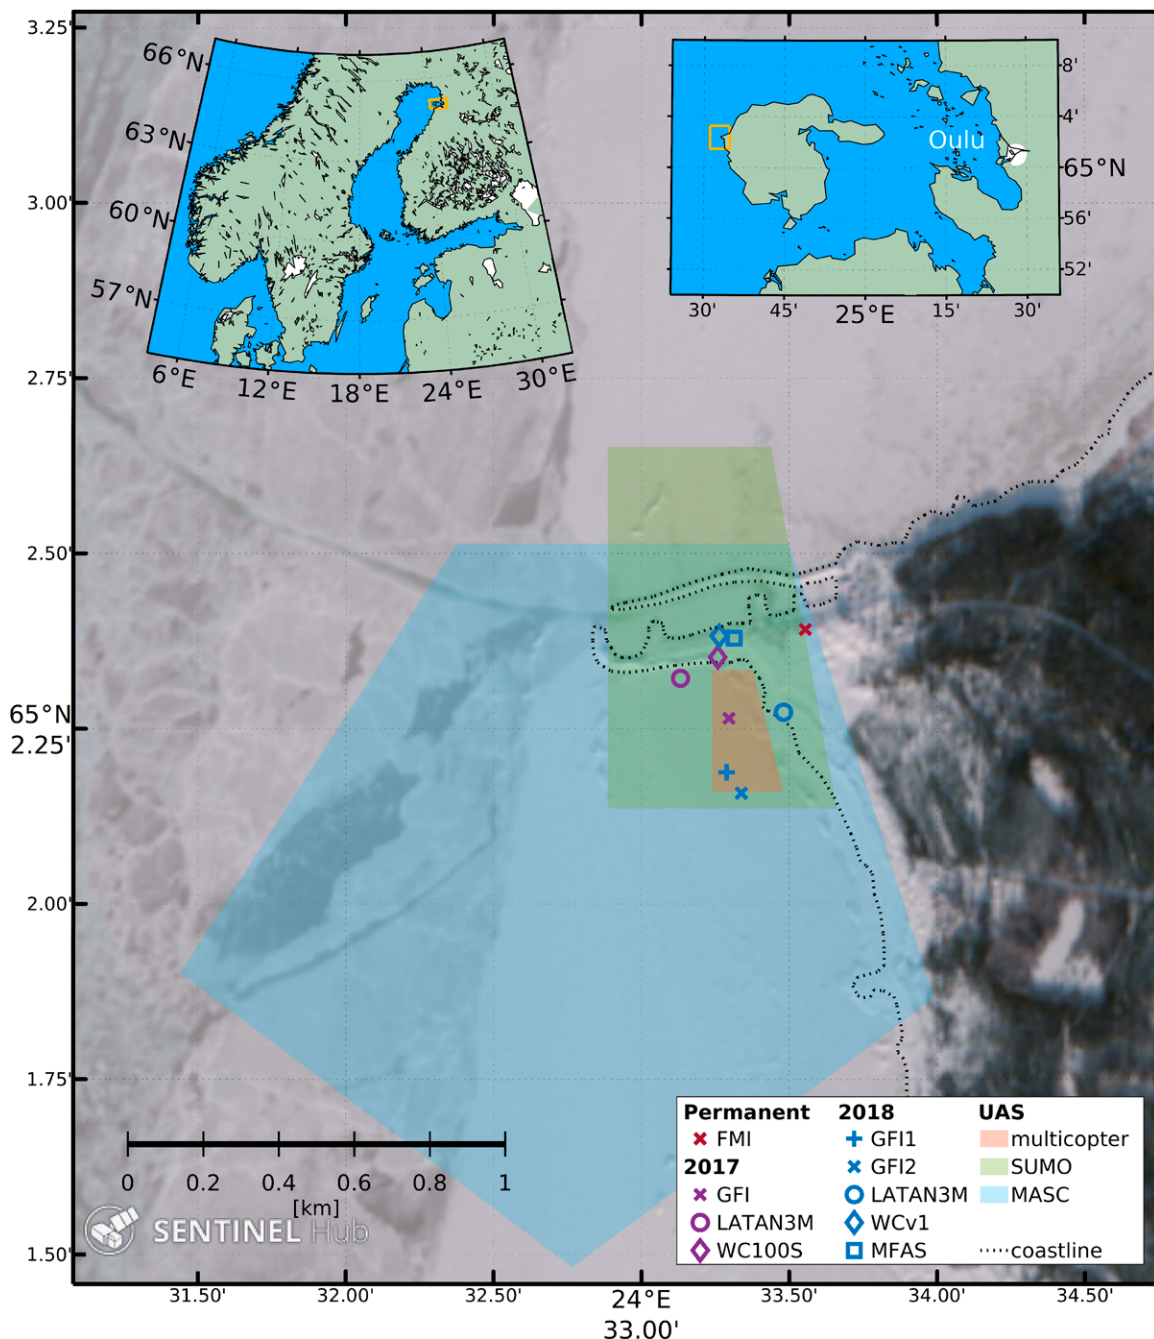 3.25'
3.00'
2.75'
2.50'
65°N
2.25'
2.00'
1.75'
1.50'
66°N
63°N
60°N
57°N
6°E
12°E
18°E
24°E
30°E
Oulu
8'
4'
65°N
56'
52'
30'
45'
25°E
15'
30'
0
0.2
0.4
0.6
0.8
1
[km]
SENTINEL Hub
Permanent
FMI
2017
GFI
LATAN3M
WC100S
2018
GFI1
GFI2
LATAN3M
WCv1
MFAS
UAS
multicopter
SUMO
MASC
coastline
31.50'
32.00'
32.50'
24°E
33.00'
33.50'
34.00'
34.50'